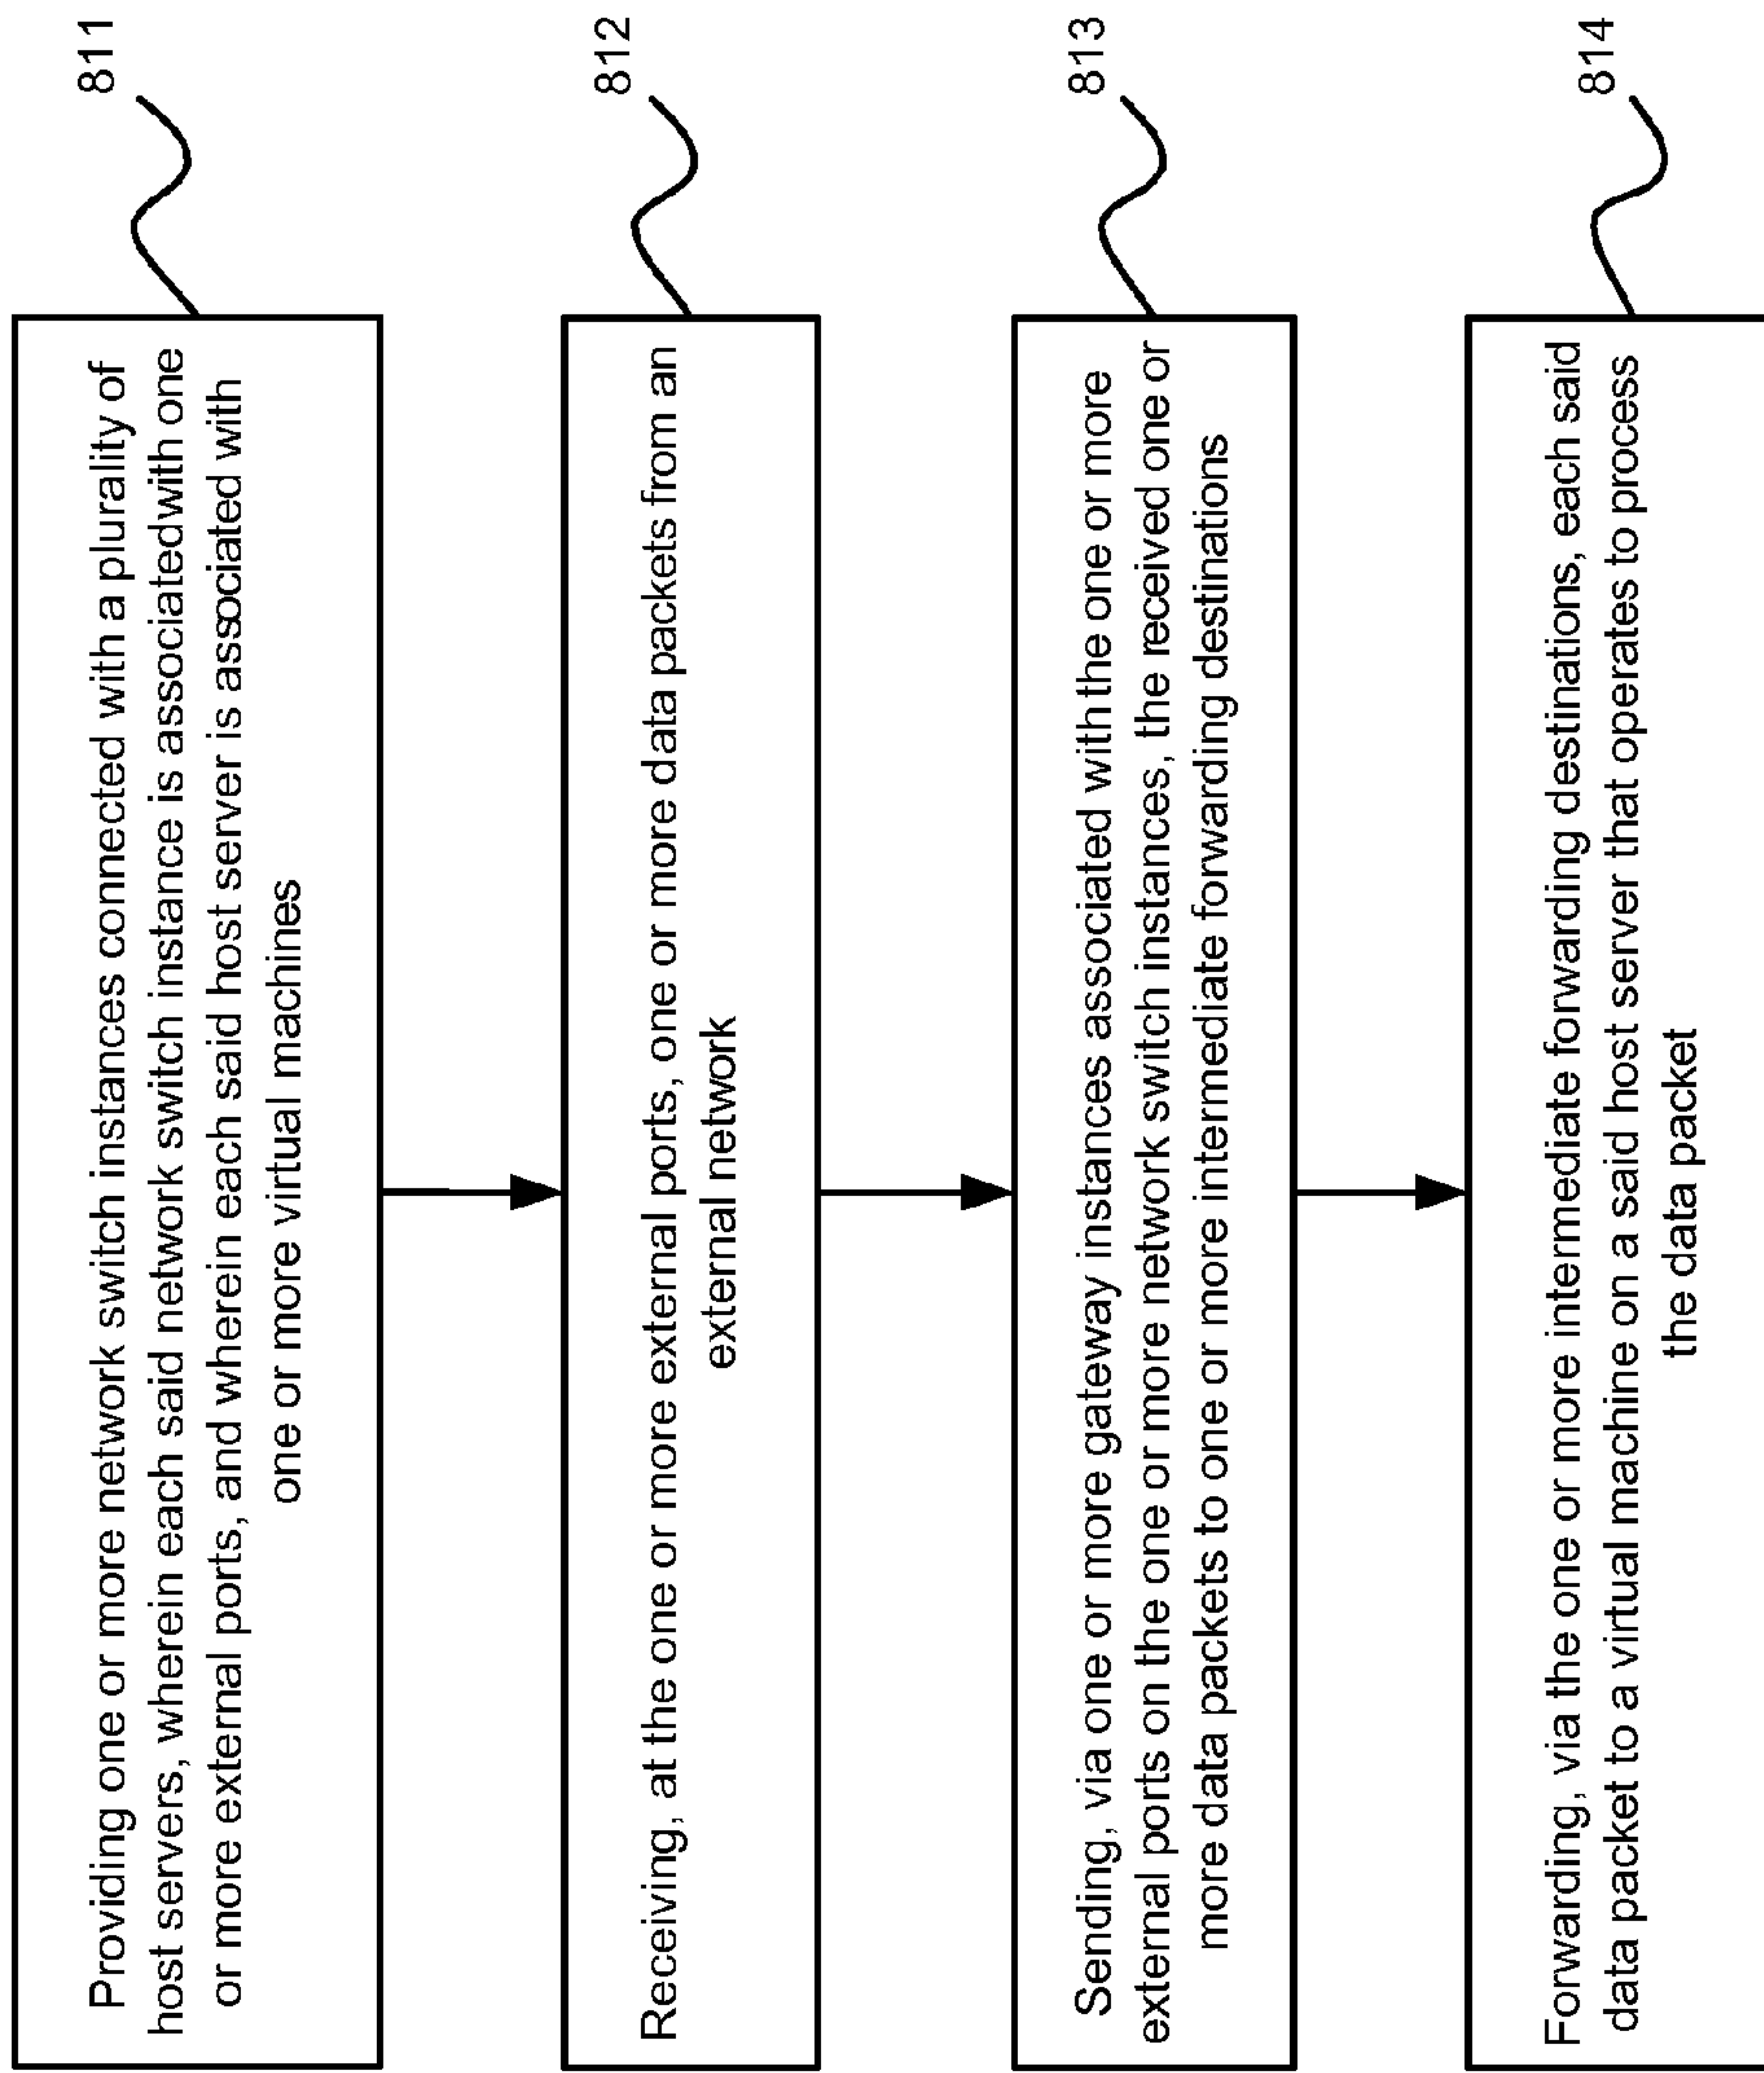 Providing one or more network switch instances connected with a plurality of
host servers, wherein each said network switch instance is associatedwith one
or more external ports, and wherein each said host server is associated with
one or more virtual machines
811
Receiving, at the one or more external ports, one or more data packets from an
external network
812
Sending, via one or more gateway instances associated with the one or more
external ports on the one or more network switch instances, the received one or
more data packets to one or more intermediate forwarding destinations
813
Forwarding, via the one or more intermediate forwarding destinations, each said
data packet to a virtual machine on a said host server that operates to process
the data packet
814